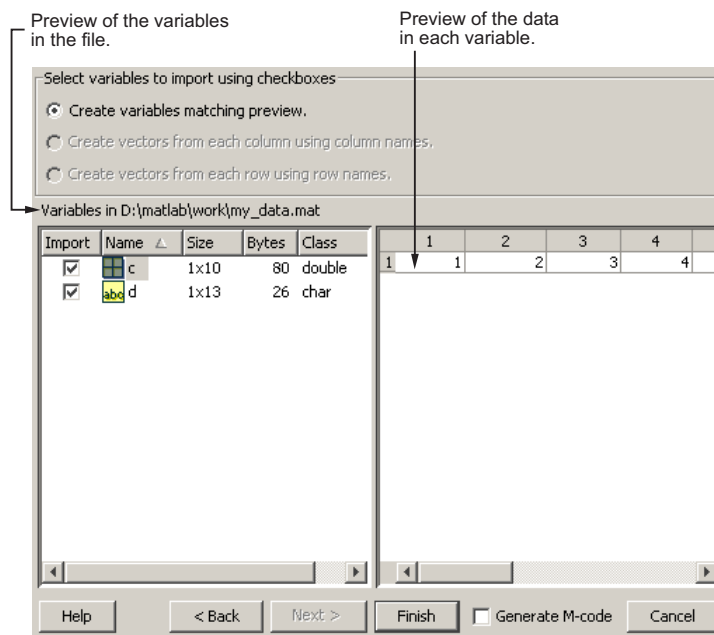 Preview of the variables
in the file.
Preview of the data
in each variable.
Select variables to import using checkboxes
Create variables matching preview.
Create vectors from each column using column names.
Create vectors from each row using row names.
Variables in D:\matlab\work\my_data.mat
Import Name Size Bytes Class
c 1x10 80 double
abc d 1x13 26 char
1 2 3 4
1 1 2 3 4
Help < Back Next > Finish Generate M-code Cancel